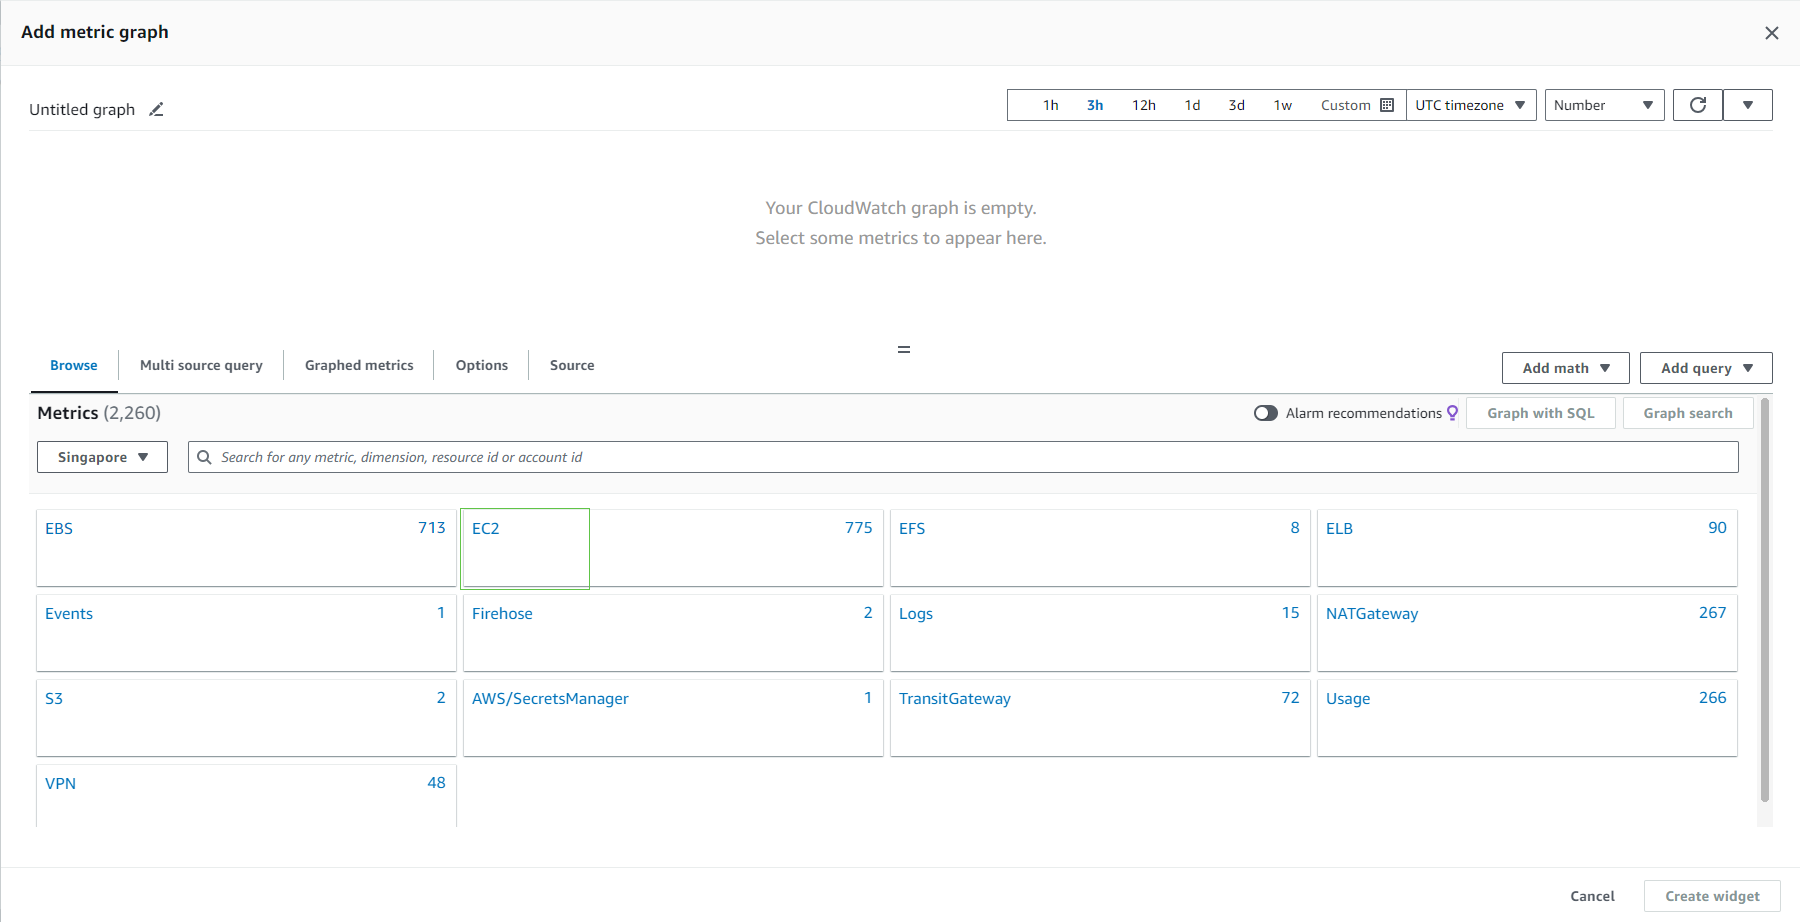 Add metric graph
Untitled graph
1h 3h 12h 1d 3d 1w Custom UTC timezone Number
Your CloudWatch graph is empty.
Select some metrics to appear here.
Browse Multi source query Graphed metrics Options Source Add math Add query
Metrics (2,260) Alarm recommendations Graph with SQL Graph search
Singapore Search for any metric, dimension, resource id or account id
EBS 713 EC2 775 EFS 8 ELB 90
Events 1 Firehose 2 Logs 15 NATGateway 267
S3 2 AWS/SecretsManager 1 TransitGateway 72 Usage 266
VPN 48
Cancel Create widget